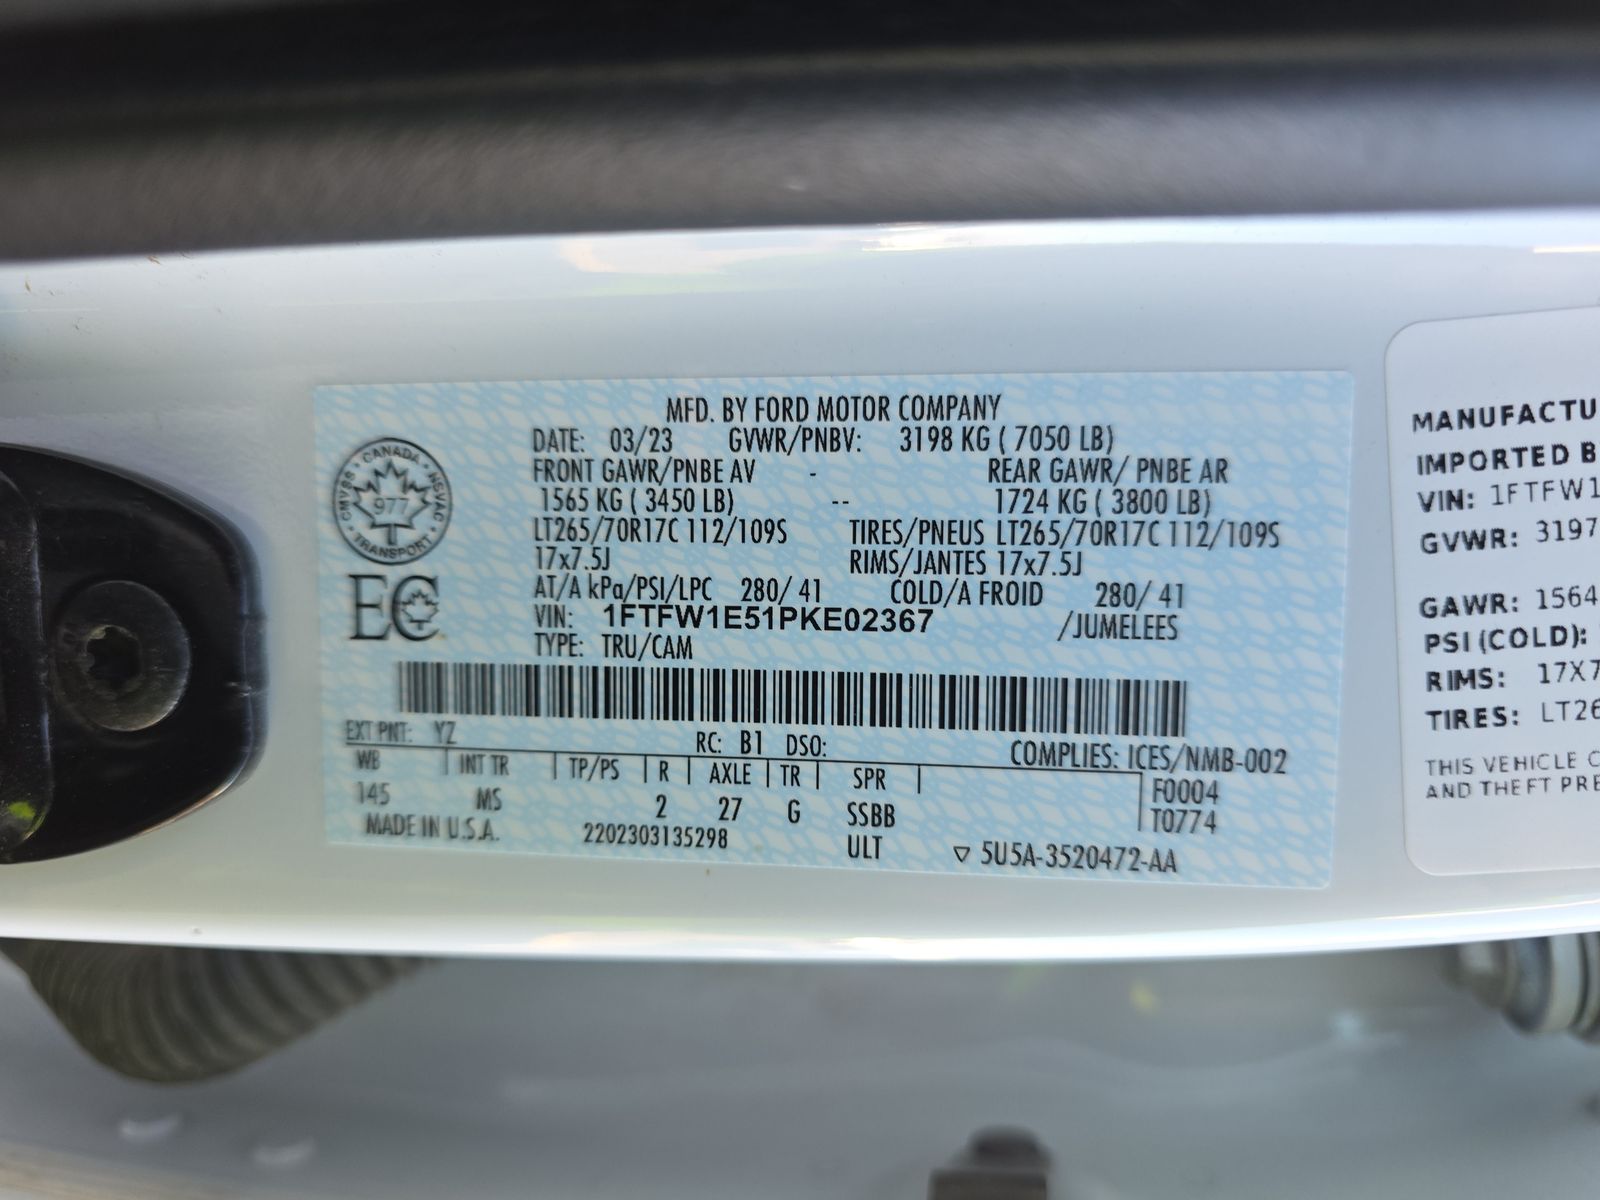 MFD. BY FORD MOTOR COMPANY
DATE: 03/23 GVWR/PNBV: 3198 KG ( 7050 LB)
FRONT GAWR/PNBE AV - REAR GAWR/ PNBE AR
1565 KG ( 3450 LB) -- 1724 KG ( 3800 LB)
LT265/70R17C 112/109S TIRES/PNEUS LT265/70R17C 112/109S
17x7.5J RIMS/JANTES 17x7.5J
AT/A kPa/PSI/LPC 280/ 41 COLD/A FROID 280/ 41
VIN: 1FTFW1E51PKE02367 /JUMELEES
TYPE: TRU/CAM
CANADA
NSVAC
TRANSPORT
CMVSS
977
EC
EXT PNT: YZ RC: B1 DSO: COMPLIES: ICES/NMB-002
WB INT TR TP/PS R AXLE TR SPR F0004
145 MS 2 27 G SSBB T0774
MADE IN U.S.A. 2202303135298 ULT ▽ 5U5A-3520472-AA
MANUFACTU
IMPORTED B
VIN: 1FTFW1
GVWR: 3197
GAWR: 1564
PSI (COLD):
RIMS: 17X7
TIRES: LT26
THIS VEHICLE C
AND THEFT PRE